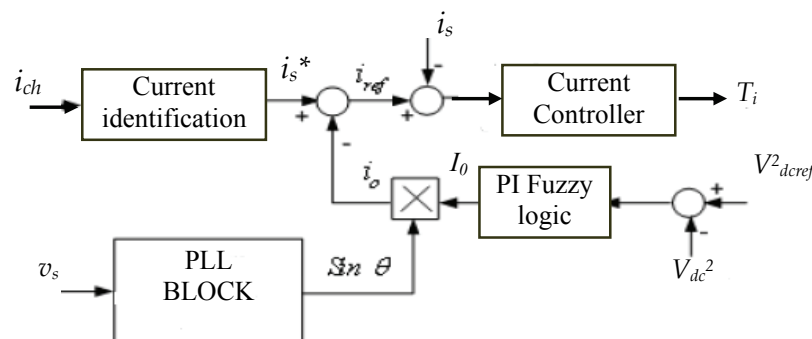 i_s
i_ch
Current identification
i_s*
i_ref
Current Controller
T_i
+
-
+
-
i_o
I_0
PI Fuzzy logic
+
V²_dcref
-
V_dc²
v_s
PLL BLOCK
Sin θ